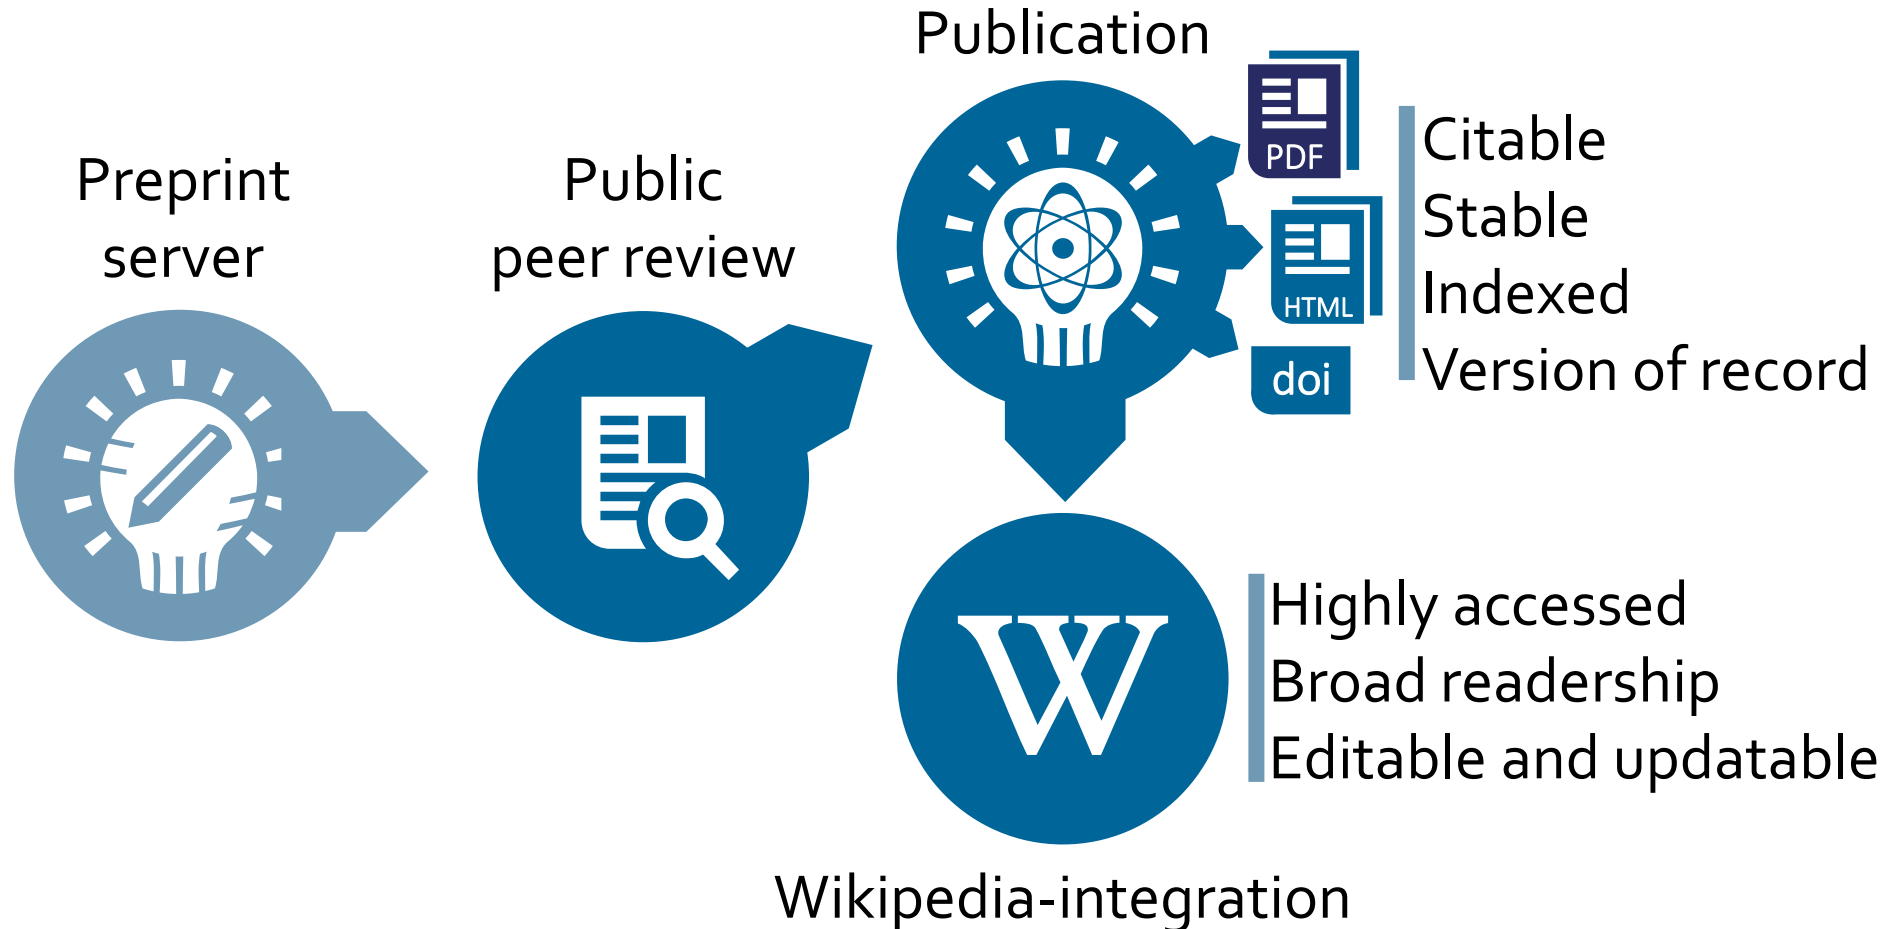 Preprint
server
Public
peer review
Publication
PDF
HTML
doi
Citable
Stable
Indexed
Version of record
W
Highly accessed
Broad readership
Editable and updatable
Wikipedia-integration